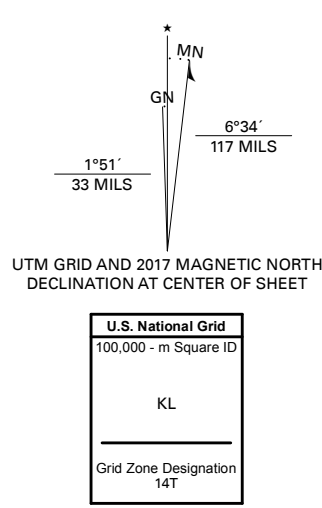 ★
MN
GN
6°34´
117 MILS
1°51´
33 MILS
UTM GRID AND 2017 MAGNETIC NORTH
DECLINATION AT CENTER OF SHEET
U.S. National Grid
100,000 - m Square ID
KL
Grid Zone Designation
14T